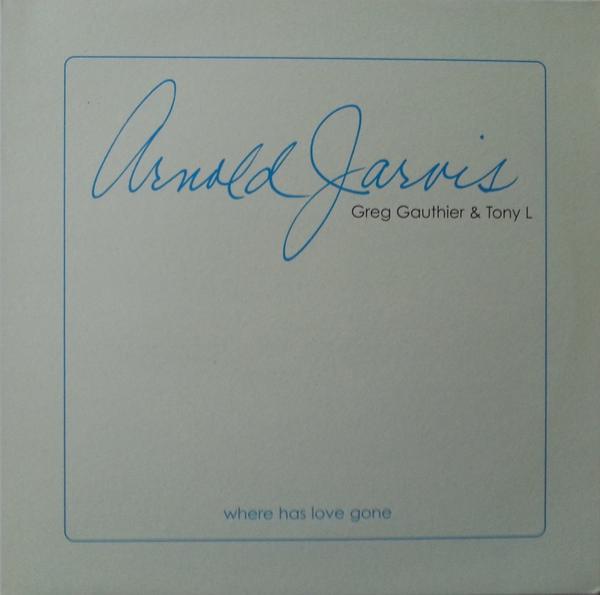 Arnold Jarvis
Greg Gauthier & Tony L
where has love gone